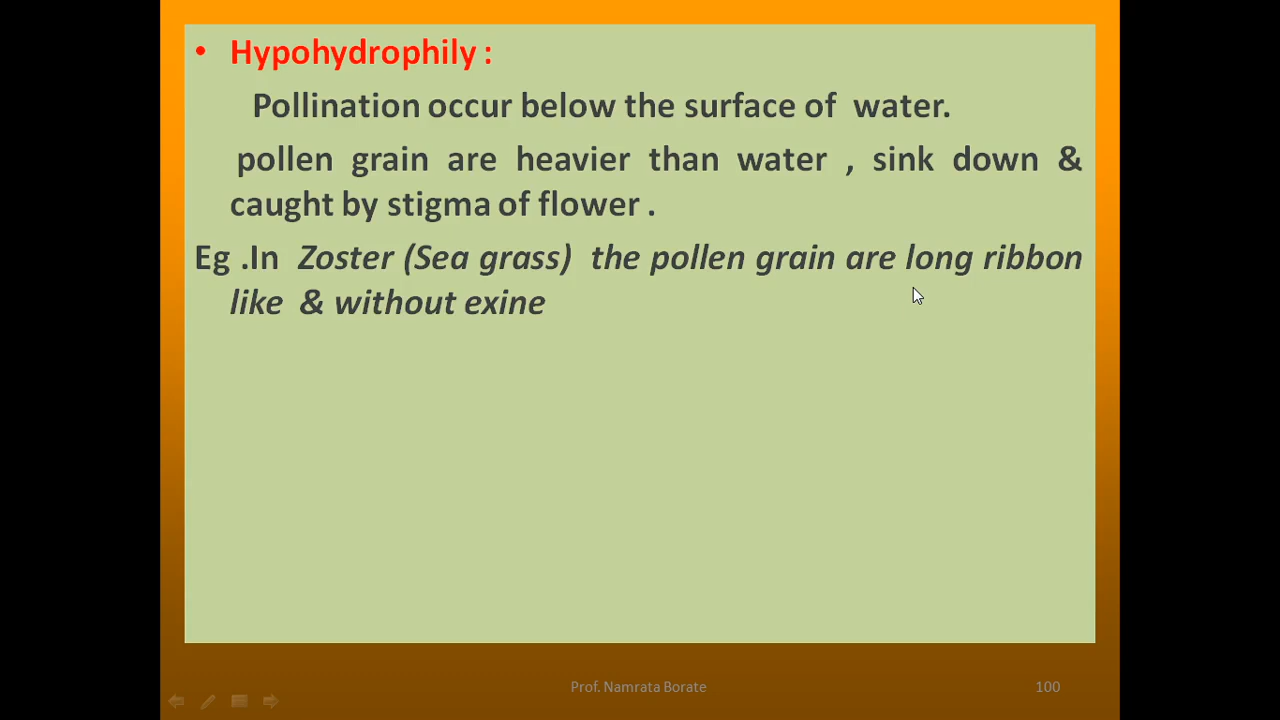 • Hypohydrophily :
Pollination occur below the surface of water.
pollen grain are heavier than water , sink down &
caught by stigma of flower .
Eg .In Zoster (Sea grass) the pollen grain are long ribbon
like & without exine
Prof. Namrata Borate
100